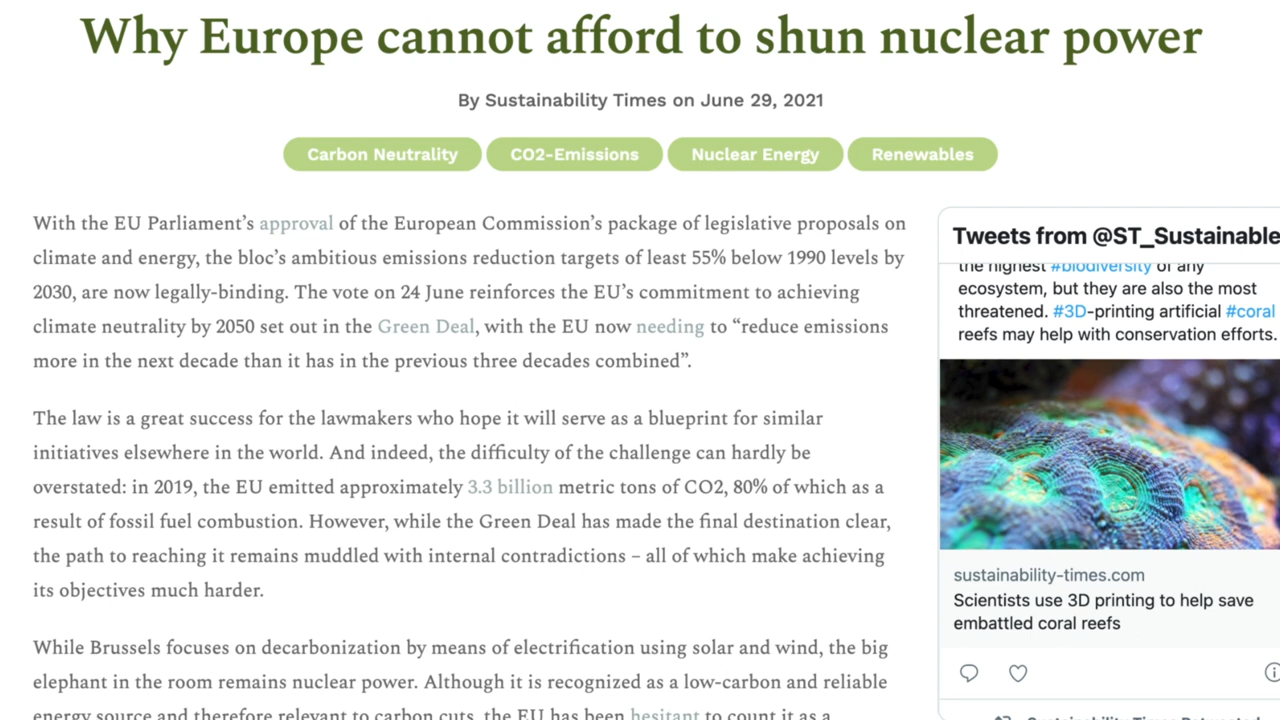 Why Europe cannot afford to shun nuclear power
By Sustainability Times on June 29, 2021
Carbon Neutrality CO2-Emissions Nuclear Energy Renewables
With the EU Parliament’s approval of the European Commission’s package of legislative proposals on
climate and energy, the bloc’s ambitious emissions reduction targets of least 55% below 1990 levels by
2030, are now legally-binding. The vote on 24 June reinforces the EU’s commitment to achieving
climate neutrality by 2050 set out in the Green Deal, with the EU now needing to “reduce emissions
more in the next decade than it has in the previous three decades combined”.
The law is a great success for the lawmakers who hope it will serve as a blueprint for similar
initiatives elsewhere in the world. And indeed, the difficulty of the challenge can hardly be
overstated: in 2019, the EU emitted approximately 3.3 billion metric tons of CO2, 80% of which as a
result of fossil fuel combustion. However, while the Green Deal has made the final destination clear,
the path to reaching it remains muddled with internal contradictions – all of which make achieving
its objectives much harder.
While Brussels focuses on decarbonization by means of electrification using solar and wind, the big
elephant in the room remains nuclear power. Although it is recognized as a low-carbon and reliable
energy source and therefore relevant to carbon cuts, the EU has been hesitant to count it as a
Tweets from @ST_Sustainable
the highest #biodiversity of any
ecosystem, but they are also the most
threatened. #3D-printing artificial #coral
reefs may help with conservation efforts.
sustainability-times.com
Scientists use 3D printing to help save
embattled coral reefs
Sustainability Times Retweeted